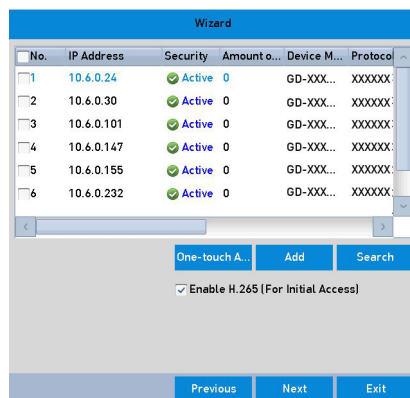 Wizard
No. IP Address Security Amount o... Device M... Protocol
1 10.6.0.24 Active 0 GD-XXX... XXXXXX
2 10.6.0.30 Active 0 GD-XXX... XXXXXX
3 10.6.0.101 Active 0 GD-XXX... XXXXXX
4 10.6.0.147 Active 0 GD-XXX... XXXXXX
5 10.6.0.155 Active 0 GD-XXX... XXXXXX
6 10.6.0.232 Active 0 GD-XXX... XXXXXX
One-touch A... Add Search
Enable H.265 (For Initial Access)
Previous Next Exit